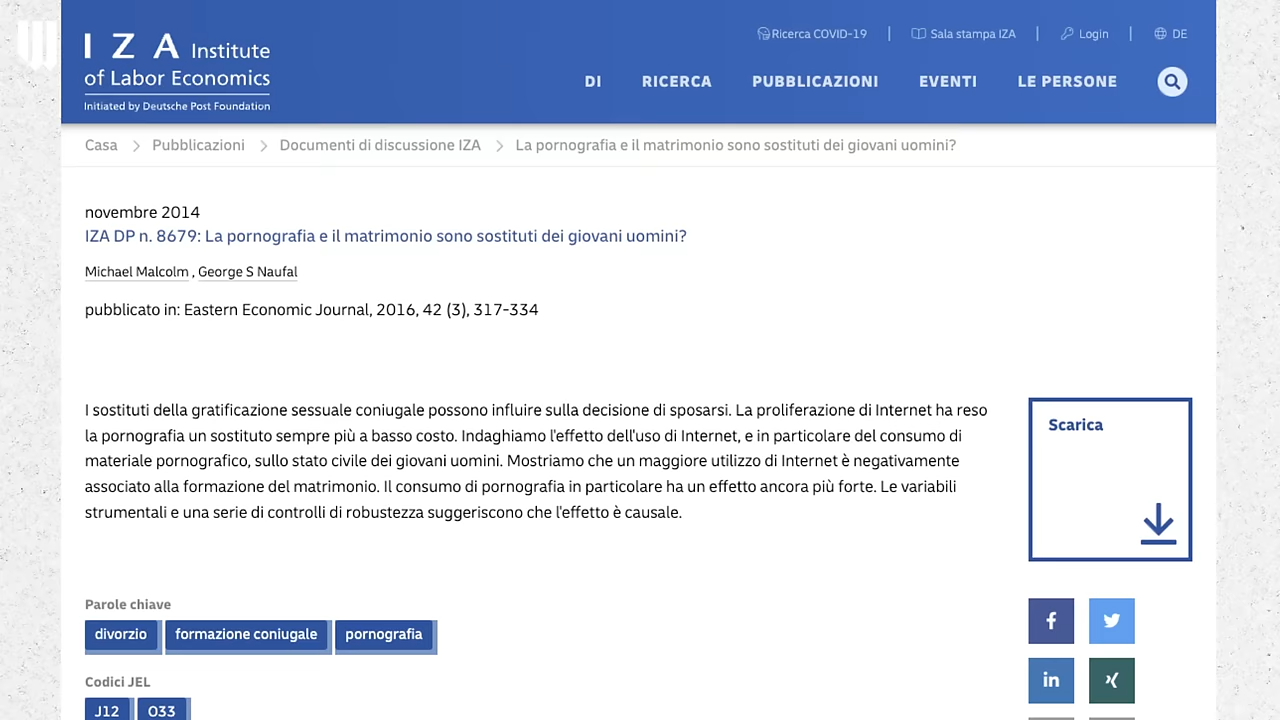 I Z A Institute
of Labor Economics
Initiated by Deutsche Post Foundation
Ricerca COVID-19
Sala stampa IZA
Login
DE
DI
RICERCA
PUBBLICAZIONI
EVENTI
LE PERSONE
Casa > Pubblicazioni > Documenti di discussione IZA > La pornografia e il matrimonio sono sostituti dei giovani uomini?
novembre 2014
IZA DP n. 8679: La pornografia e il matrimonio sono sostituti dei giovani uomini?
Michael Malcolm , George S Naufal
pubblicato in: Eastern Economic Journal, 2016, 42 (3), 317-334
I sostituti della gratificazione sessuale coniugale possono influire sulla decisione di sposarsi. La proliferazione di Internet ha reso
la pornografia un sostituto sempre più a basso costo. Indaghiamo l'effetto dell'uso di Internet, e in particolare del consumo di
materiale pornografico, sullo stato civile dei giovani uomini. Mostriamo che un maggiore utilizzo di Internet è negativamente
associato alla formazione del matrimonio. Il consumo di pornografia in particolare ha un effetto ancora più forte. Le variabili
strumentali e una serie di controlli di robustezza suggeriscono che l'effetto è causale.
Scarica
Parole chiave
divorzio
formazione coniugale
pornografia
Codici JEL
J12
O33